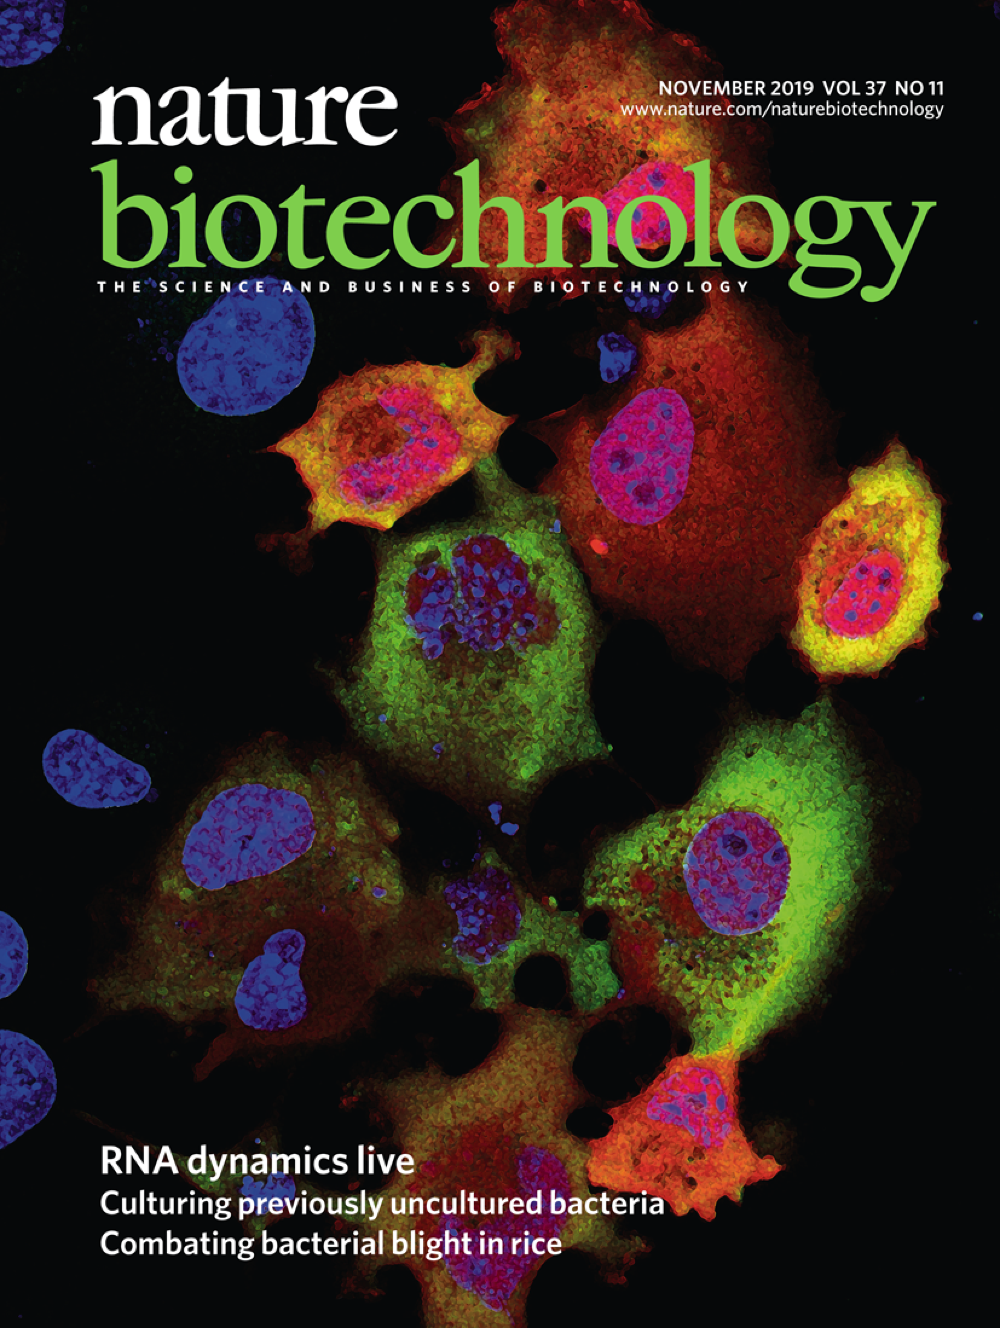 nature
NOVEMBER 2019 VOL 37 NO 11
www.nature.com/naturebiotechnology
biotechnology
THE SCIENCE AND BUSINESS OF BIOTECHNOLOGY
RNA dynamics live
Culturing previously uncultured bacteria
Combating bacterial blight in rice